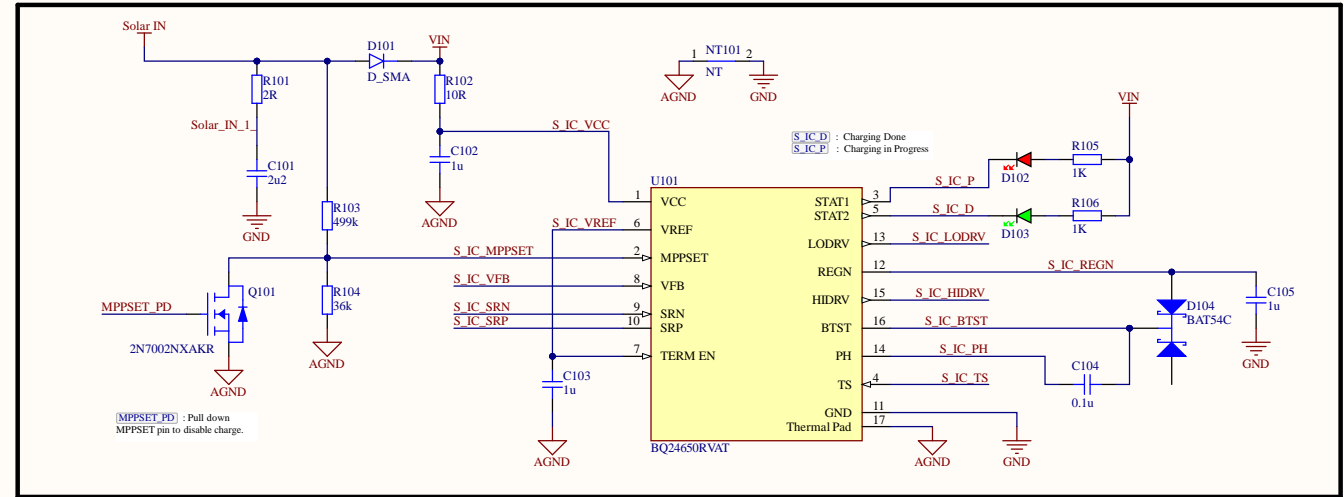 Solar IN
D101
D_SMA
VIN
R101
2R
Solar_IN_1_
C101
2u2
GND
R102
10R
S_IC_VCC
C102
1u
AGND
1 NT101 2
NT
AGND
GND
S_IC_D : Charging Done
S_IC_P : Charging in Progress
VIN
R105
1K
S_IC_P
D102
R106
1K
S_IC_D
D103
R103
499k
S_IC_VREF
S_IC_MPPSET
S_IC_VFB
S_IC_SRN
S_IC_SRP
R104
36k
AGND
MPPSET_PD
Q101
2N7002NXAKR
AGND
MPPSET_PD : Pull down
MPPSET pin to disable charge.
C103
1u
AGND
U101
1 VCC
6 VREF
2 MPPSET
8 VFB
9 SRN
10 SRP
7 TERM EN
STAT1 3
STAT2 5
LODRV 13
REGN 12
HIDRV 15
BTST 16
PH 14
TS 4
GND 11
Thermal Pad 17
BQ24650RVAT
S_IC_LODRV
S_IC_REGN
S_IC_HIDRV
S_IC_BTST
S_IC_PH
S_IC_TS
C104
0.1u
D104
BAT54C
C105
1u
GND
AGND
GND